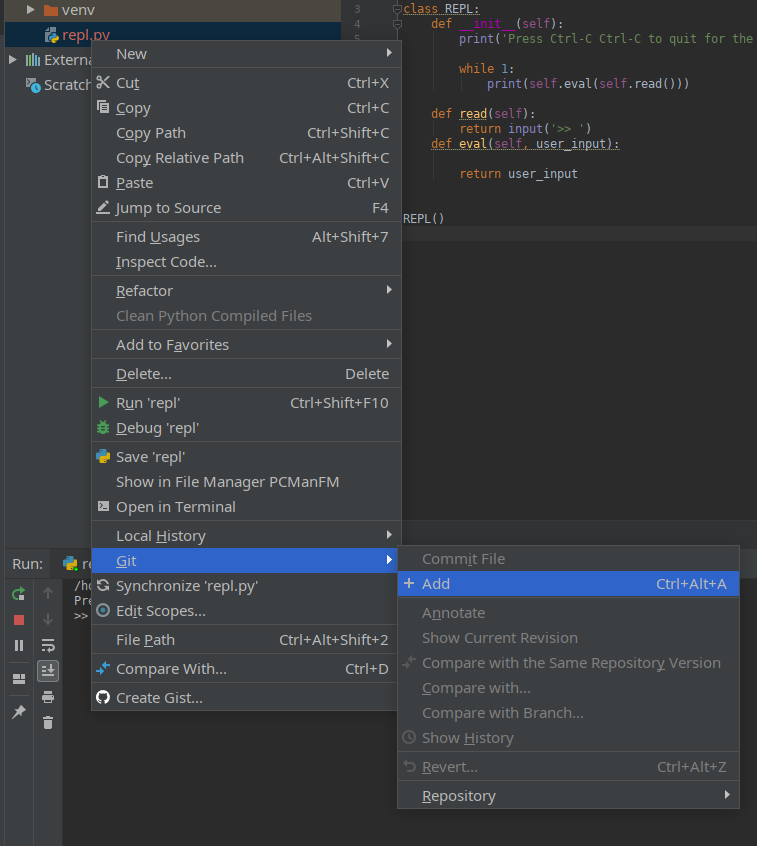 venv
repl.py
Externa
Scratch
3
class REPL:
4
def __init__(self):
5
print('Press Ctrl-C Ctrl-C to quit for the
while 1:
print(self.eval(self.read()))
def read(self):
return input('>> ')
def eval(self, user_input):
return user_input
REPL()
New
Cut Ctrl+X
Copy Ctrl+C
Copy Path Ctrl+Shift+C
Copy Relative Path Ctrl+Alt+Shift+C
Paste Ctrl+V
Jump to Source F4
Find Usages Alt+Shift+7
Inspect Code...
Refactor
Clean Python Compiled Files
Add to Favorites
Delete... Delete
Run 'repl' Ctrl+Shift+F10
Debug 'repl'
Save 'repl'
Show in File Manager PCManFM
Open in Terminal
Local History
Git
Synchronize 'repl.py'
Edit Scopes...
File Path Ctrl+Alt+Shift+2
Compare With... Ctrl+D
Create Gist...
Commit File
Add Ctrl+Alt+A
Annotate
Show Current Revision
Compare with the Same Repository Version
Compare with...
Compare with Branch...
Show History
Revert... Ctrl+Alt+Z
Repository
Run: re
/ho
Pre
>>